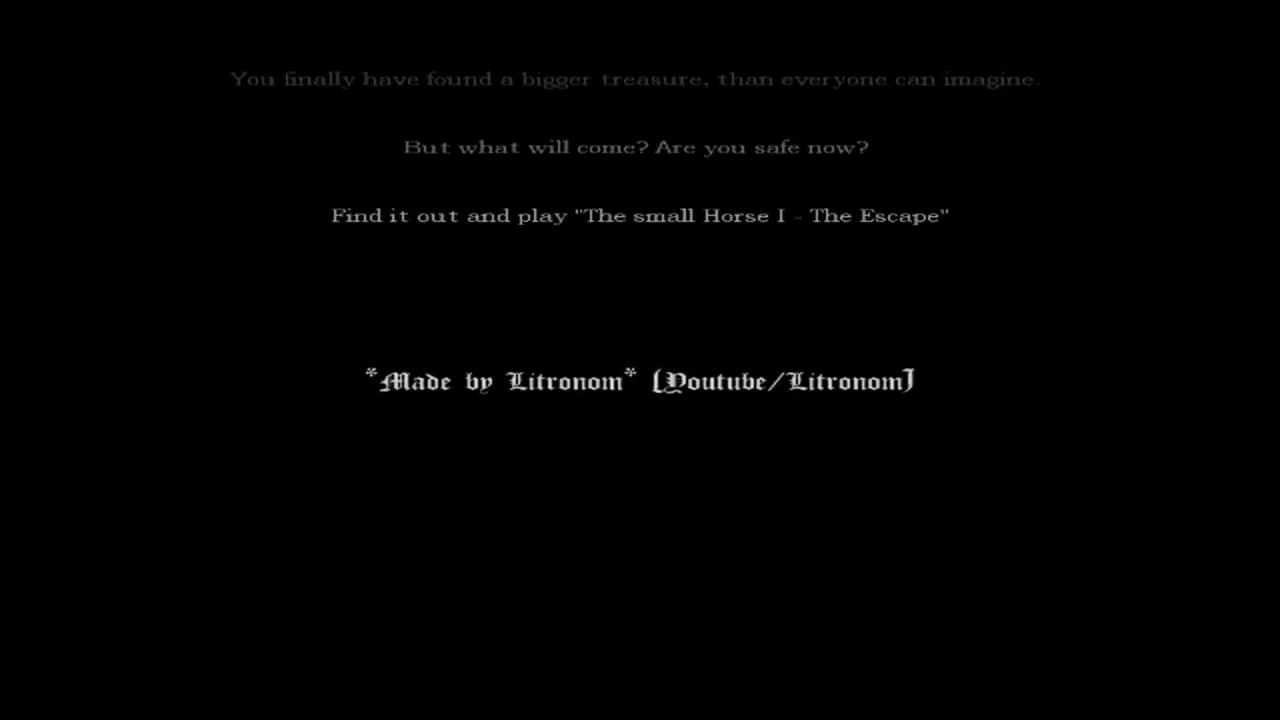 You finally have found a bigger treasure, than everyone can imagine.
But what will come? Are you safe now?
Find it out and play "The small Horse I - The Escape"
*Made by Litronom* [Youtube/Litronom]